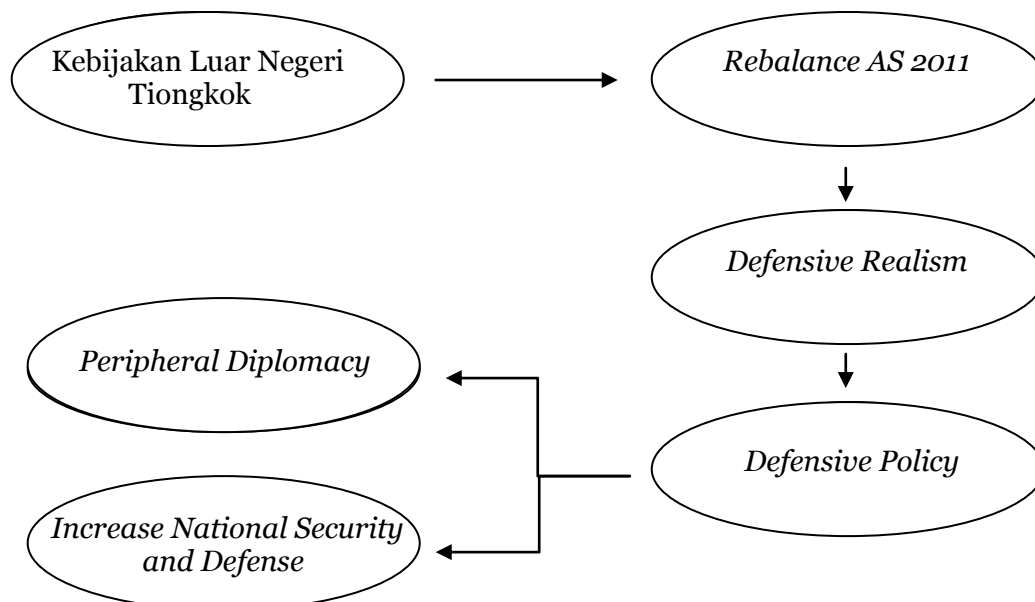 Kebijakan Luar Negeri
Tiongkok
Rebalance AS 2011
Defensive Realism
Peripheral Diplomacy
Defensive Policy
Increase National Security
and Defense